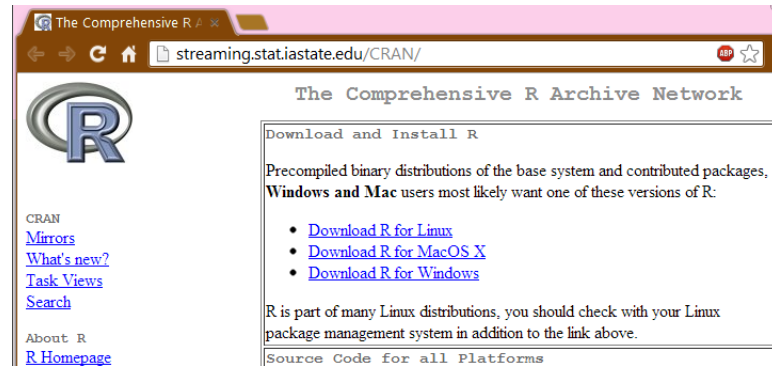 The Comprehensive R A
streaming.stat.iastate.edu/CRAN/
ABP
R
The Comprehensive R Archive Network
Download and Install R
Precompiled binary distributions of the base system and contributed packages,
Windows and Mac users most likely want one of these versions of R:
• Download R for Linux
• Download R for MacOS X
• Download R for Windows
R is part of many Linux distributions, you should check with your Linux
package management system in addition to the link above.
Source Code for all Platforms
CRAN
Mirrors
What's new?
Task Views
Search
About R
R Homepage